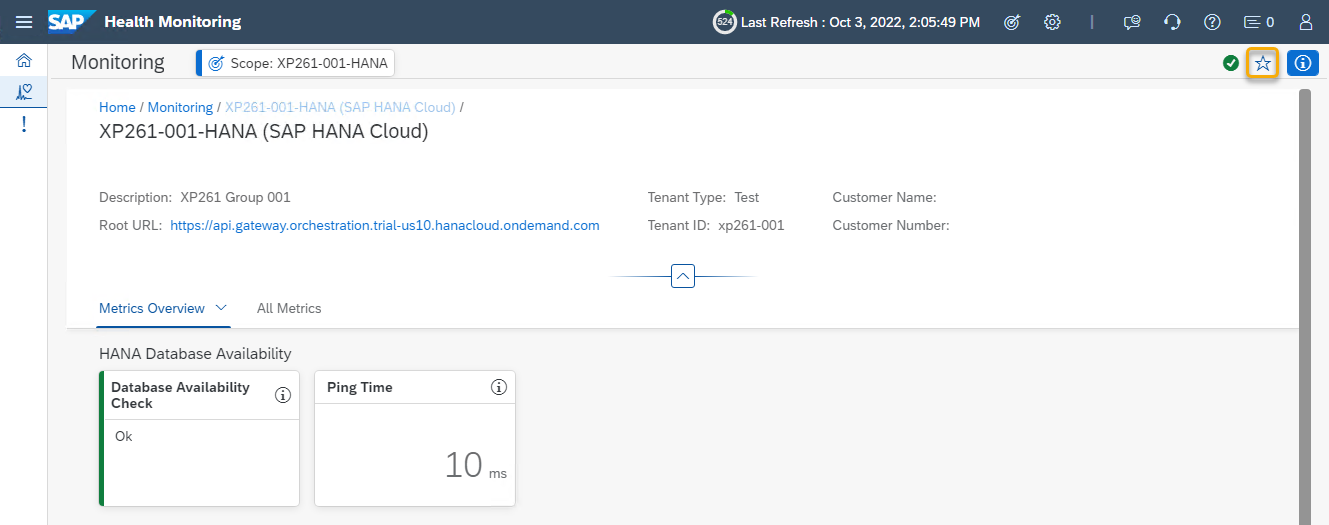 SAP Health Monitoring
524 Last Refresh : Oct 3, 2022, 2:05:49 PM
0
Monitoring
Scope: XP261-001-HANA
Home / Monitoring / XP261-001-HANA (SAP HANA Cloud) /
XP261-001-HANA (SAP HANA Cloud)
Description: XP261 Group 001
Tenant Type: Test
Customer Name:
Root URL: https://api.gateway.orchestration.trial-us10.hanacloud.ondemand.com
Tenant ID: xp261-001
Customer Number:
Metrics Overview
All Metrics
HANA Database Availability
Database Availability
Check
Ok
Ping Time
10 ms